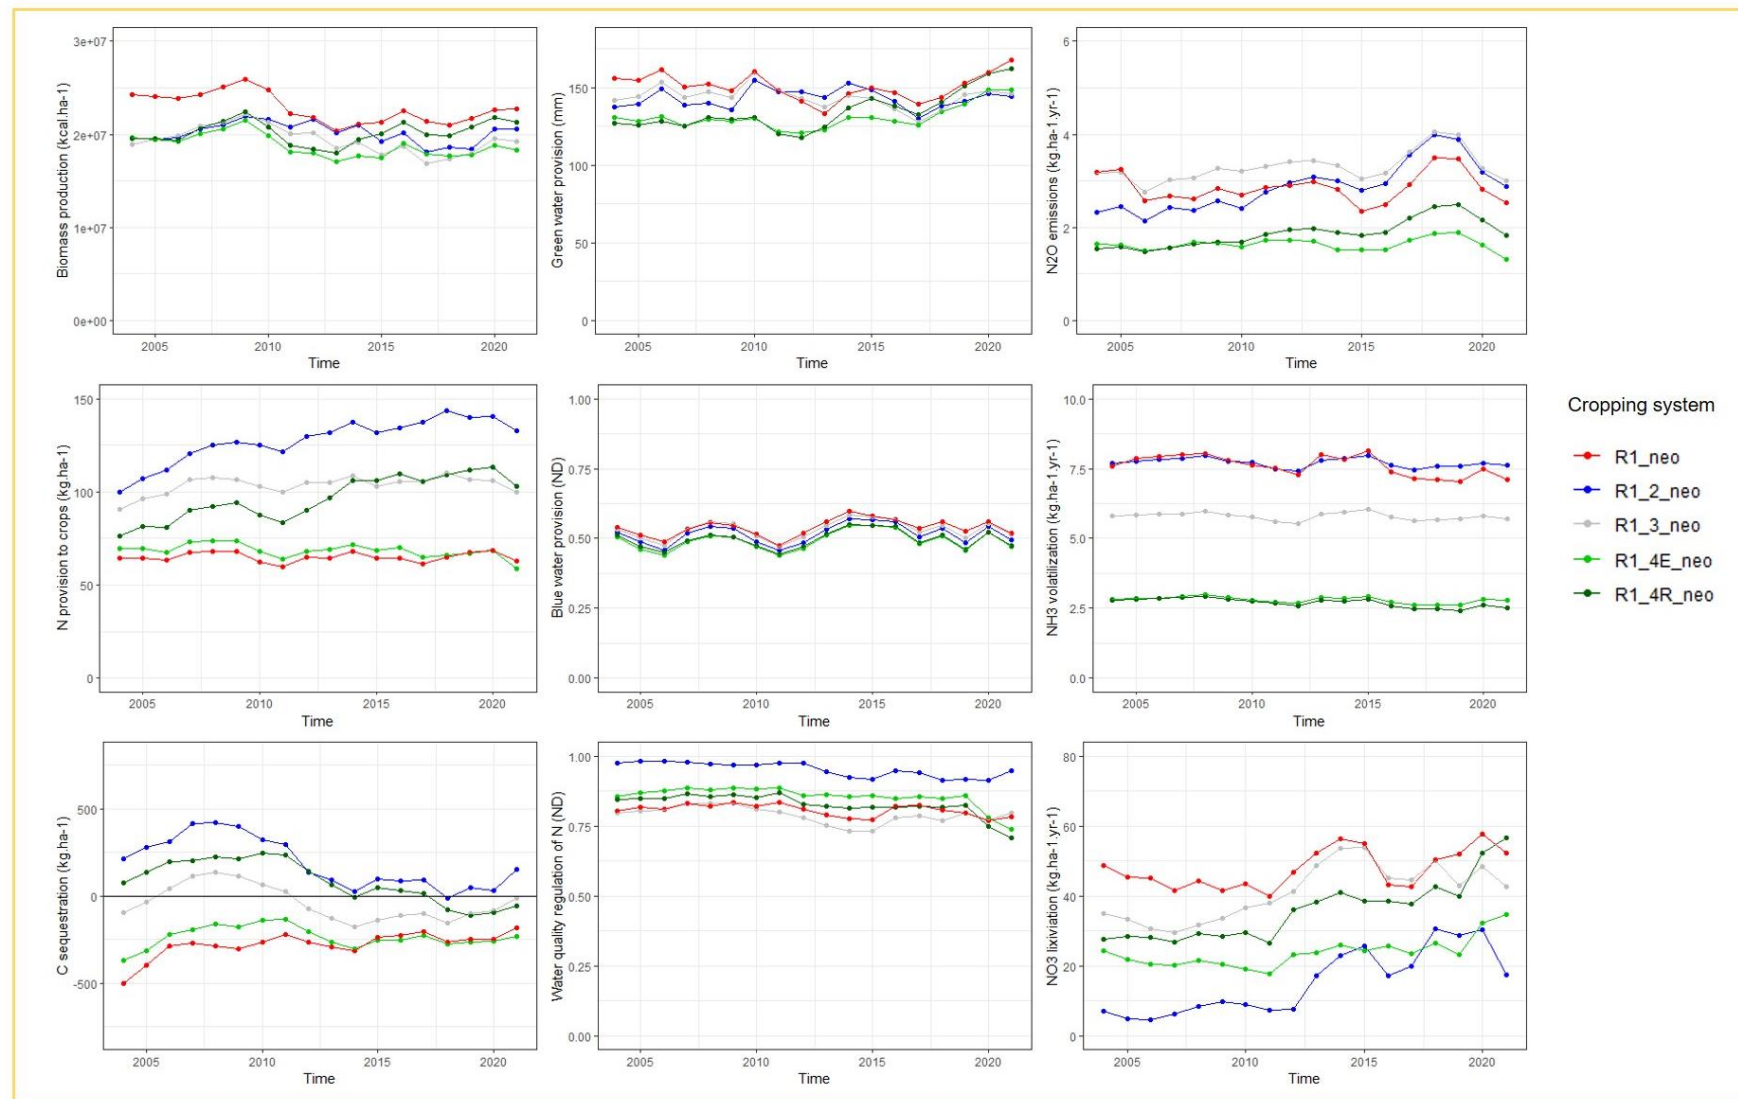 Biomass production (kcal.ha-1)
3e+07
2e+07
1e+07
0e+00
2005 2010 2015 2020
Time
Green water provision (mm)
150
100
50
0
2005 2010 2015 2020
Time
N2O emissions (kg.ha-1.yr-1)
6
4
2
0
2005 2010 2015 2020
Time
N provision to crops (kg.ha-1)
150
100
50
0
2005 2010 2015 2020
Time
Blue water provision (ND)
1.00
0.75
0.50
0.25
0.00
2005 2010 2015 2020
Time
NH3 volatilization (kg.ha-1.yr-1)
10.0
7.5
5.0
2.5
0.0
2005 2010 2015 2020
Time
C sequestration (kg.ha-1)
500
0
-500
2005 2010 2015 2020
Time
Water quality regulation of N (ND)
1.00
0.75
0.50
0.25
0.00
2005 2010 2015 2020
Time
NO3 lixiviation (kg.ha-1.yr-1)
80
60
40
20
0
2005 2010 2015 2020
Time
Cropping system
R1_neo
R1_2_neo
R1_3_neo
R1_4E_neo
R1_4R_neo